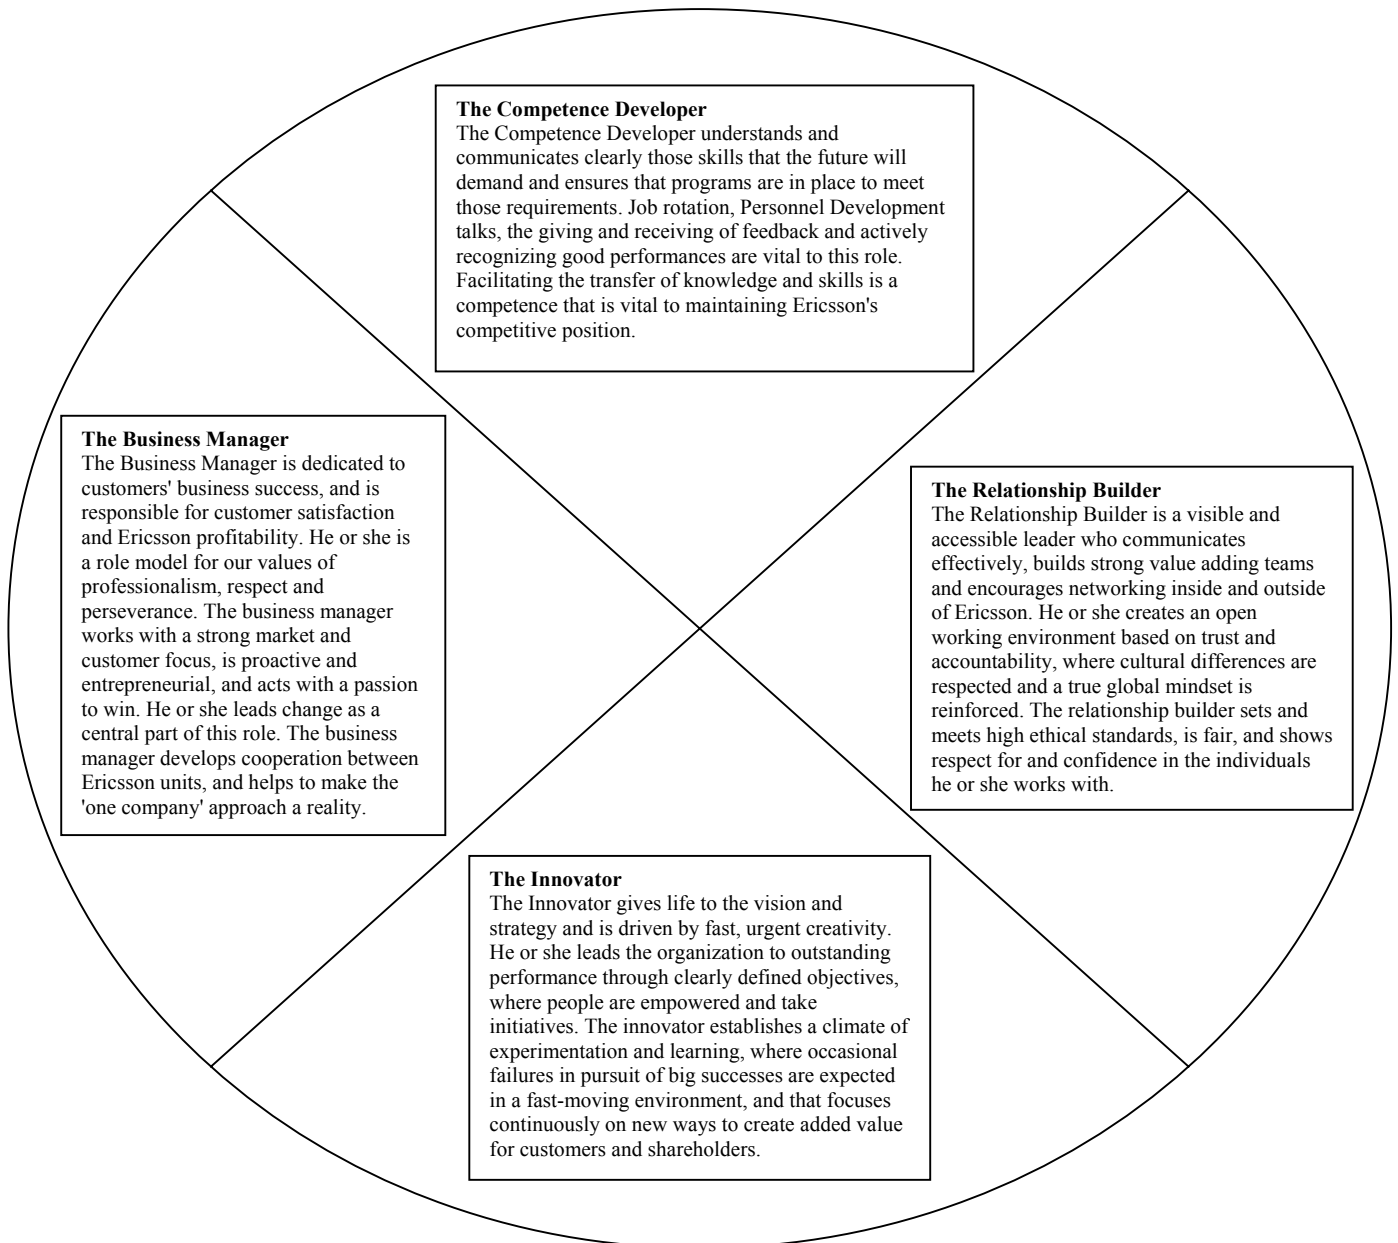 The Competence Developer
The Competence Developer understands and
communicates clearly those skills that the future will
demand and ensures that programs are in place to meet
those requirements. Job rotation, Personnel Development
talks, the giving and receiving of feedback and actively
recognizing good performances are vital to this role.
Facilitating the transfer of knowledge and skills is a
competence that is vital to maintaining Ericsson's
competitive position.
The Business Manager
The Business Manager is dedicated to
customers' business success, and is
responsible for customer satisfaction
and Ericsson profitability. He or she is
a role model for our values of
professionalism, respect and
perseverance. The business manager
works with a strong market and
customer focus, is proactive and
entrepreneurial, and acts with a passion
to win. He or she leads change as a
central part of this role. The business
manager develops cooperation between
Ericsson units, and helps to make the
'one company' approach a reality.
The Relationship Builder
The Relationship Builder is a visible and
accessible leader who communicates
effectively, builds strong value adding teams
and encourages networking inside and outside
of Ericsson. He or she creates an open
working environment based on trust and
accountability, where cultural differences are
respected and a true global mindset is
reinforced. The relationship builder sets and
meets high ethical standards, is fair, and shows
respect for and confidence in the individuals
he or she works with.
The Innovator
The Innovator gives life to the vision and
strategy and is driven by fast, urgent creativity.
He or she leads the organization to outstanding
performance through clearly defined objectives,
where people are empowered and take
initiatives. The innovator establishes a climate of
experimentation and learning, where occasional
failures in pursuit of big successes are expected
in a fast-moving environment, and that focuses
continuously on new ways to create added value
for customers and shareholders.